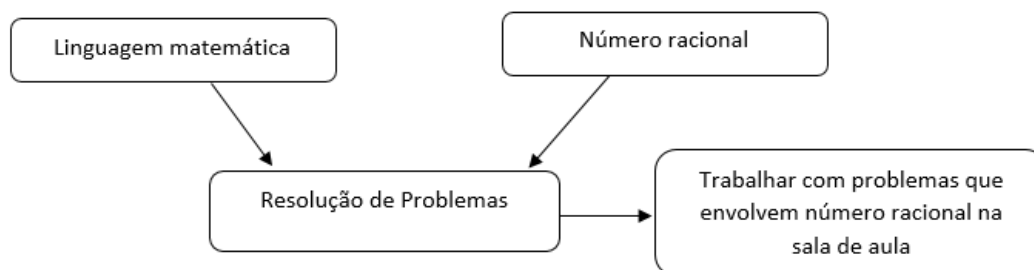 Linguagem matemática
Número racional
Resolução de Problemas
Trabalhar com problemas que
envolvem número racional na
sala de aula